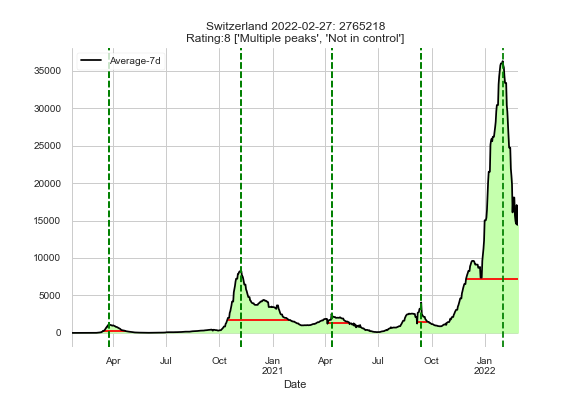 Switzerland 2022-02-27: 2765218
Rating:8 ['Multiple peaks', 'Not in control']
Average-7d
35000
30000
25000
20000
15000
10000
5000
0
Apr Jul Oct Jan Apr Jul Oct Jan
2021 2022
Date